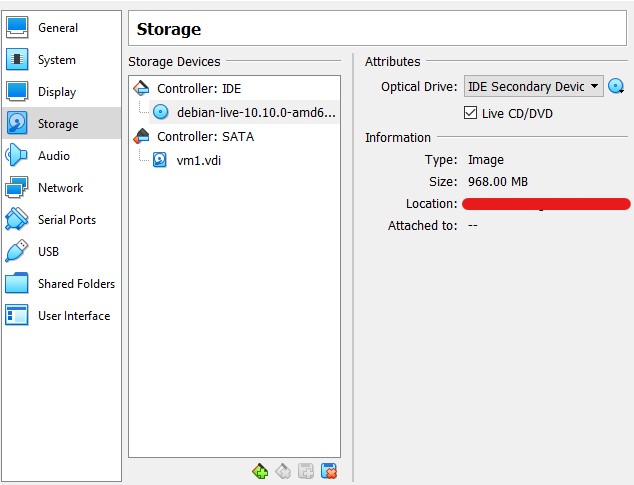 General
System
Display
Storage
Audio
Network
Serial Ports
USB
Shared Folders
User Interface
Storage
Storage Devices
Controller: IDE
debian-live-10.10.0-amd6...
Controller: SATA
vm1.vdi
Attributes
Optical Drive: IDE Secondary Devic
Live CD/DVD
Information
Type: Image
Size: 968.00 MB
Location:
Attached to: --